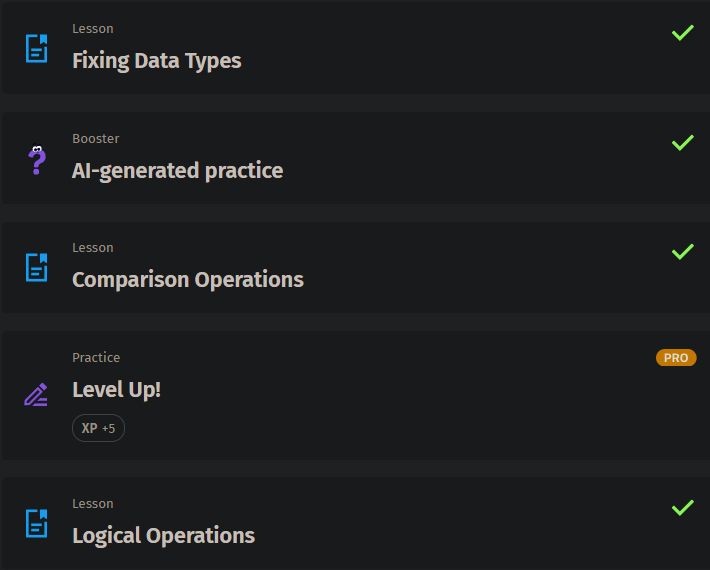 Lesson
Fixing Data Types
Booster
AI-generated practice
Lesson
Comparison Operations
Practice
PRO
Level Up!
XP +5
Lesson
Logical Operations